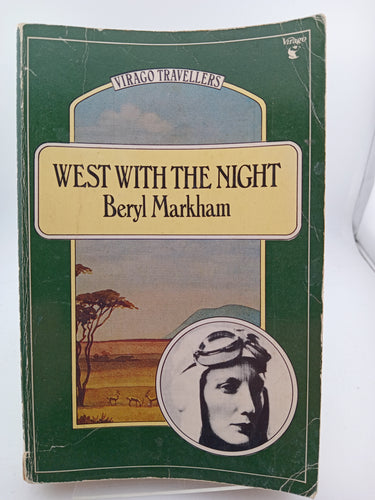 Virago
VIRAGO TRAVELLERS
WEST WITH THE NIGHT
Beryl Markham